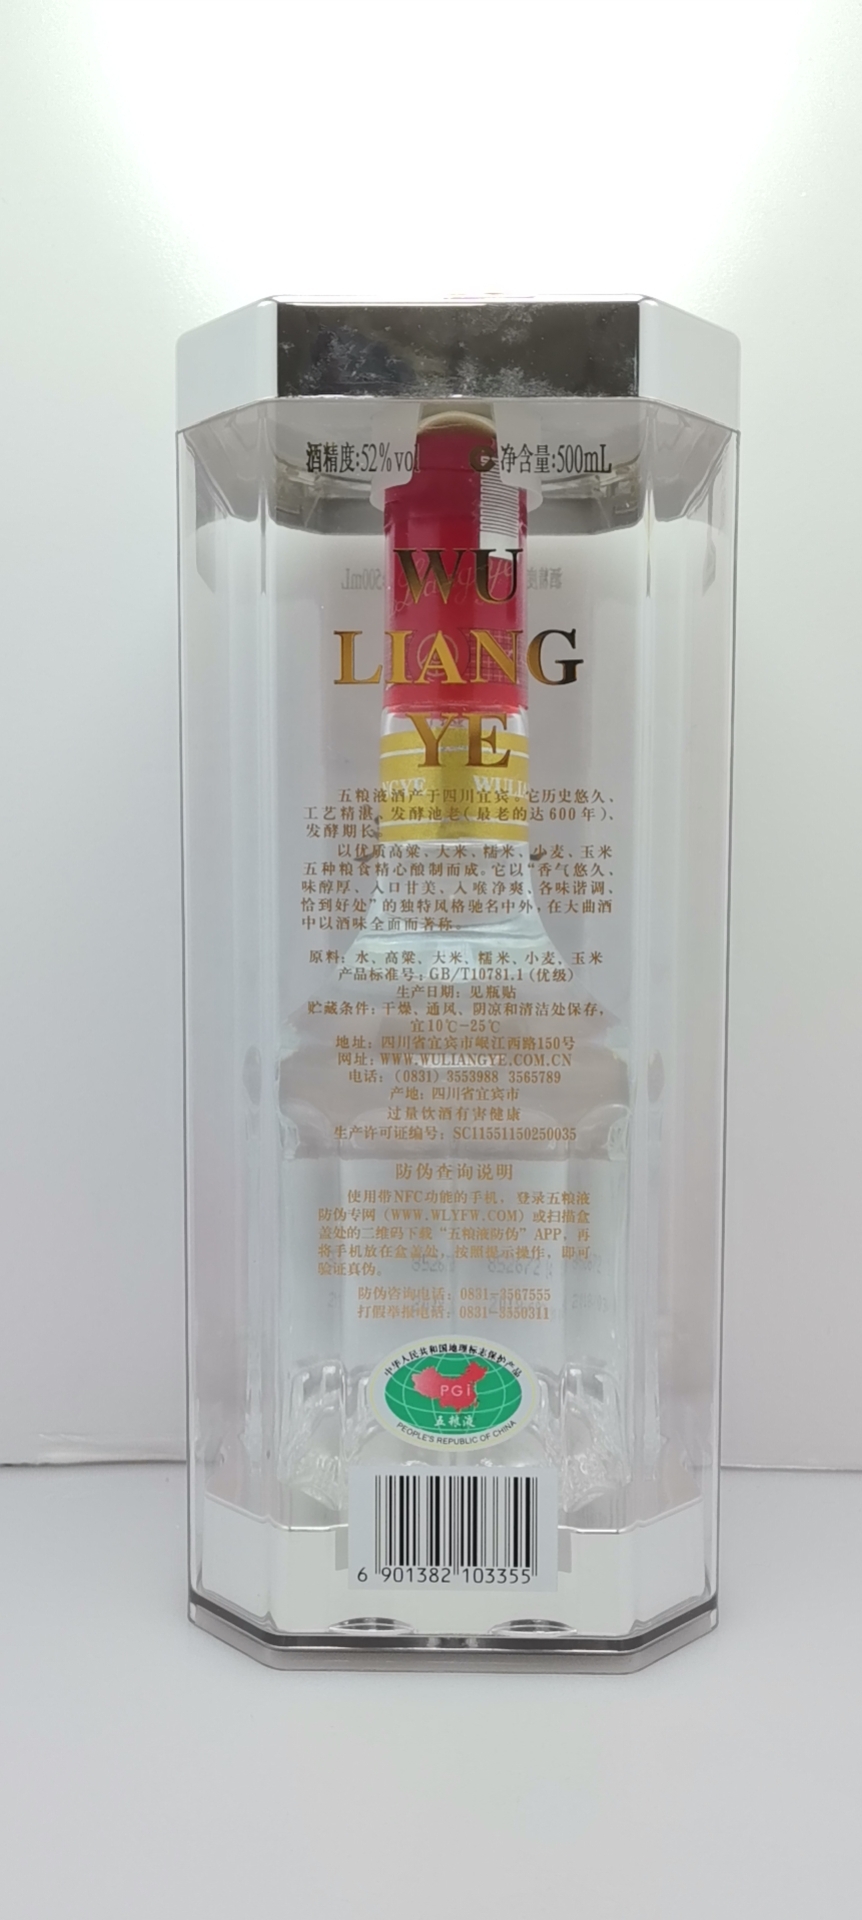 酒精度:52%vol 净含量:500mL
WU
LIANG
YE
五粮液酒产于四川宜宾。它历史悠久、
工艺精湛、发酵池老(最老的达600年)、
发酵期长。
以优质高粱、大米、糯米、小麦、玉米
五种粮食精心酿制而成。它以“香气悠久、
味醇厚、入口甘美、入喉净爽、各味谐调、
恰到好处”的独特风格驰名中外,在大曲酒
中以酒味全面而著称。
原料: 水、高粱、大米、糯米、小麦、玉米
产品标准号: GB/T10781.1 (优级)
生产日期: 见瓶贴
贮藏条件: 干燥、通风、阴凉和清洁处保存,
宜10℃-25℃
地址: 四川省宜宾市岷江西路150号
网址: WWW.WULIANGYE.COM.CN
电话: (0831) 3553988 3565789
产地: 四川省宜宾市
过量饮酒有害健康
生产许可证编号: SC11551150250035
防伪查询说明
使用带NFC功能的手机, 登录五粮液
防伪专网 (WWW.WLYFW.COM) 或扫描盒
盖处的二维码下载“五粮液防伪”APP, 再
将手机放在盒盖处, 按照提示操作, 即可
验证真伪。
防伪咨询电话: 0831-3567555
打假举报电话: 0831-3550311
中华人民共和国地理标志保护产品
PGI
五粮液
PEOPLE'S REPUBLIC OF CHINA
6 901382 103355